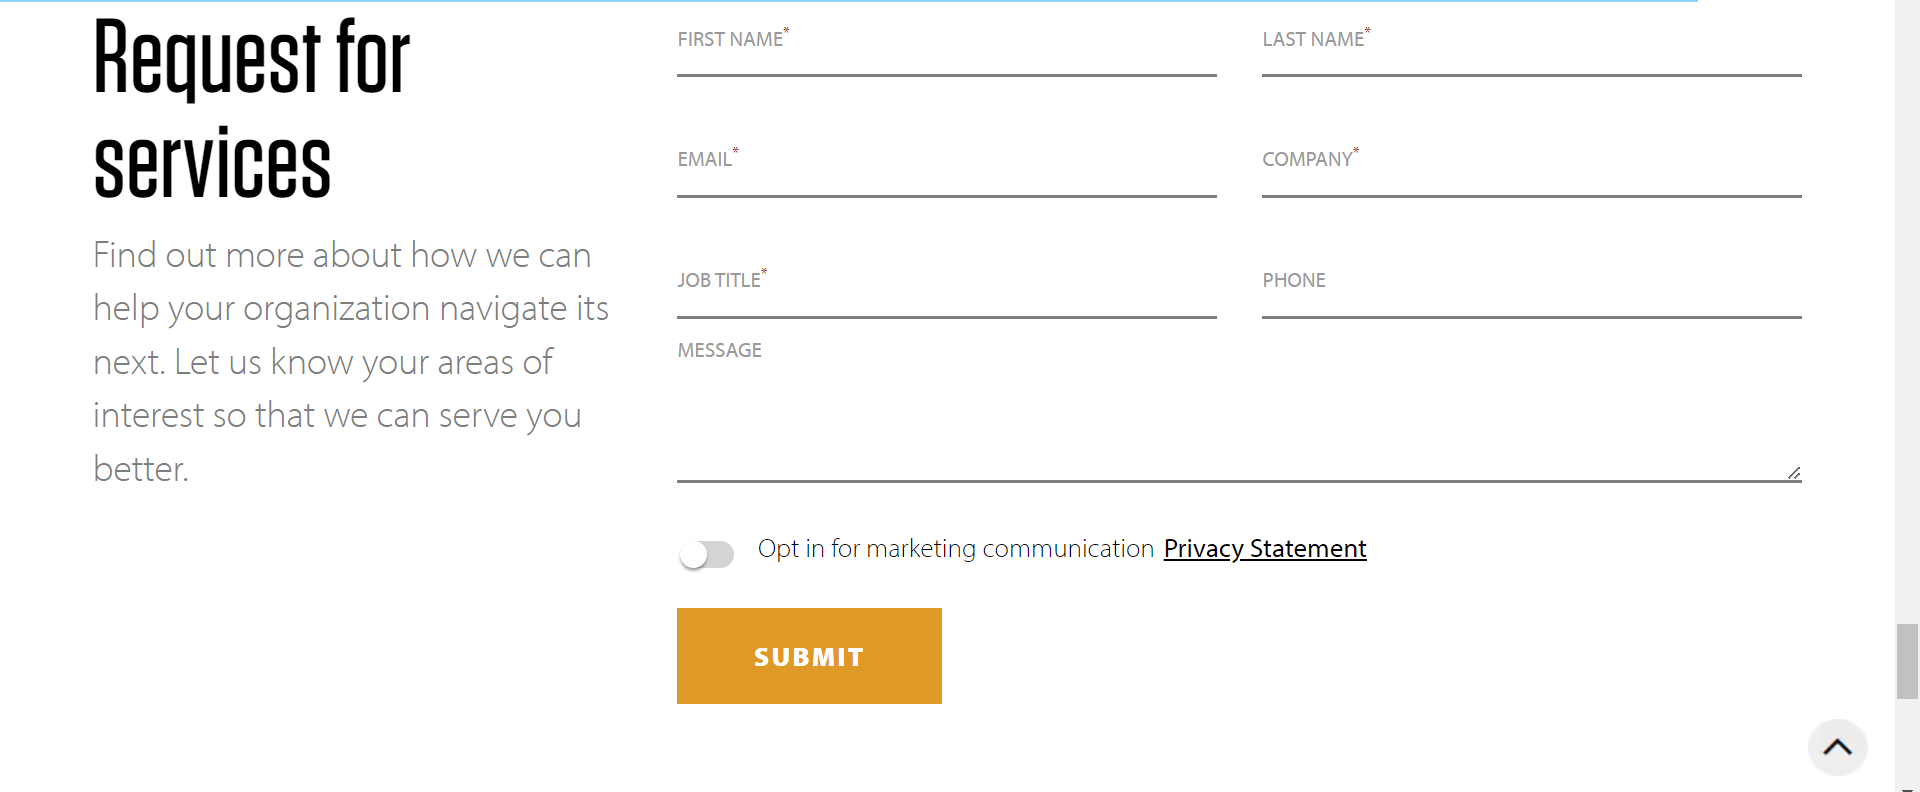 Request for
services
Find out more about how we can
help your organization navigate its
next. Let us know your areas of
interest so that we can serve you
better.
FIRST NAME*
LAST NAME*
EMAIL*
COMPANY*
JOB TITLE*
PHONE
MESSAGE
Opt in for marketing communication Privacy Statement
SUBMIT